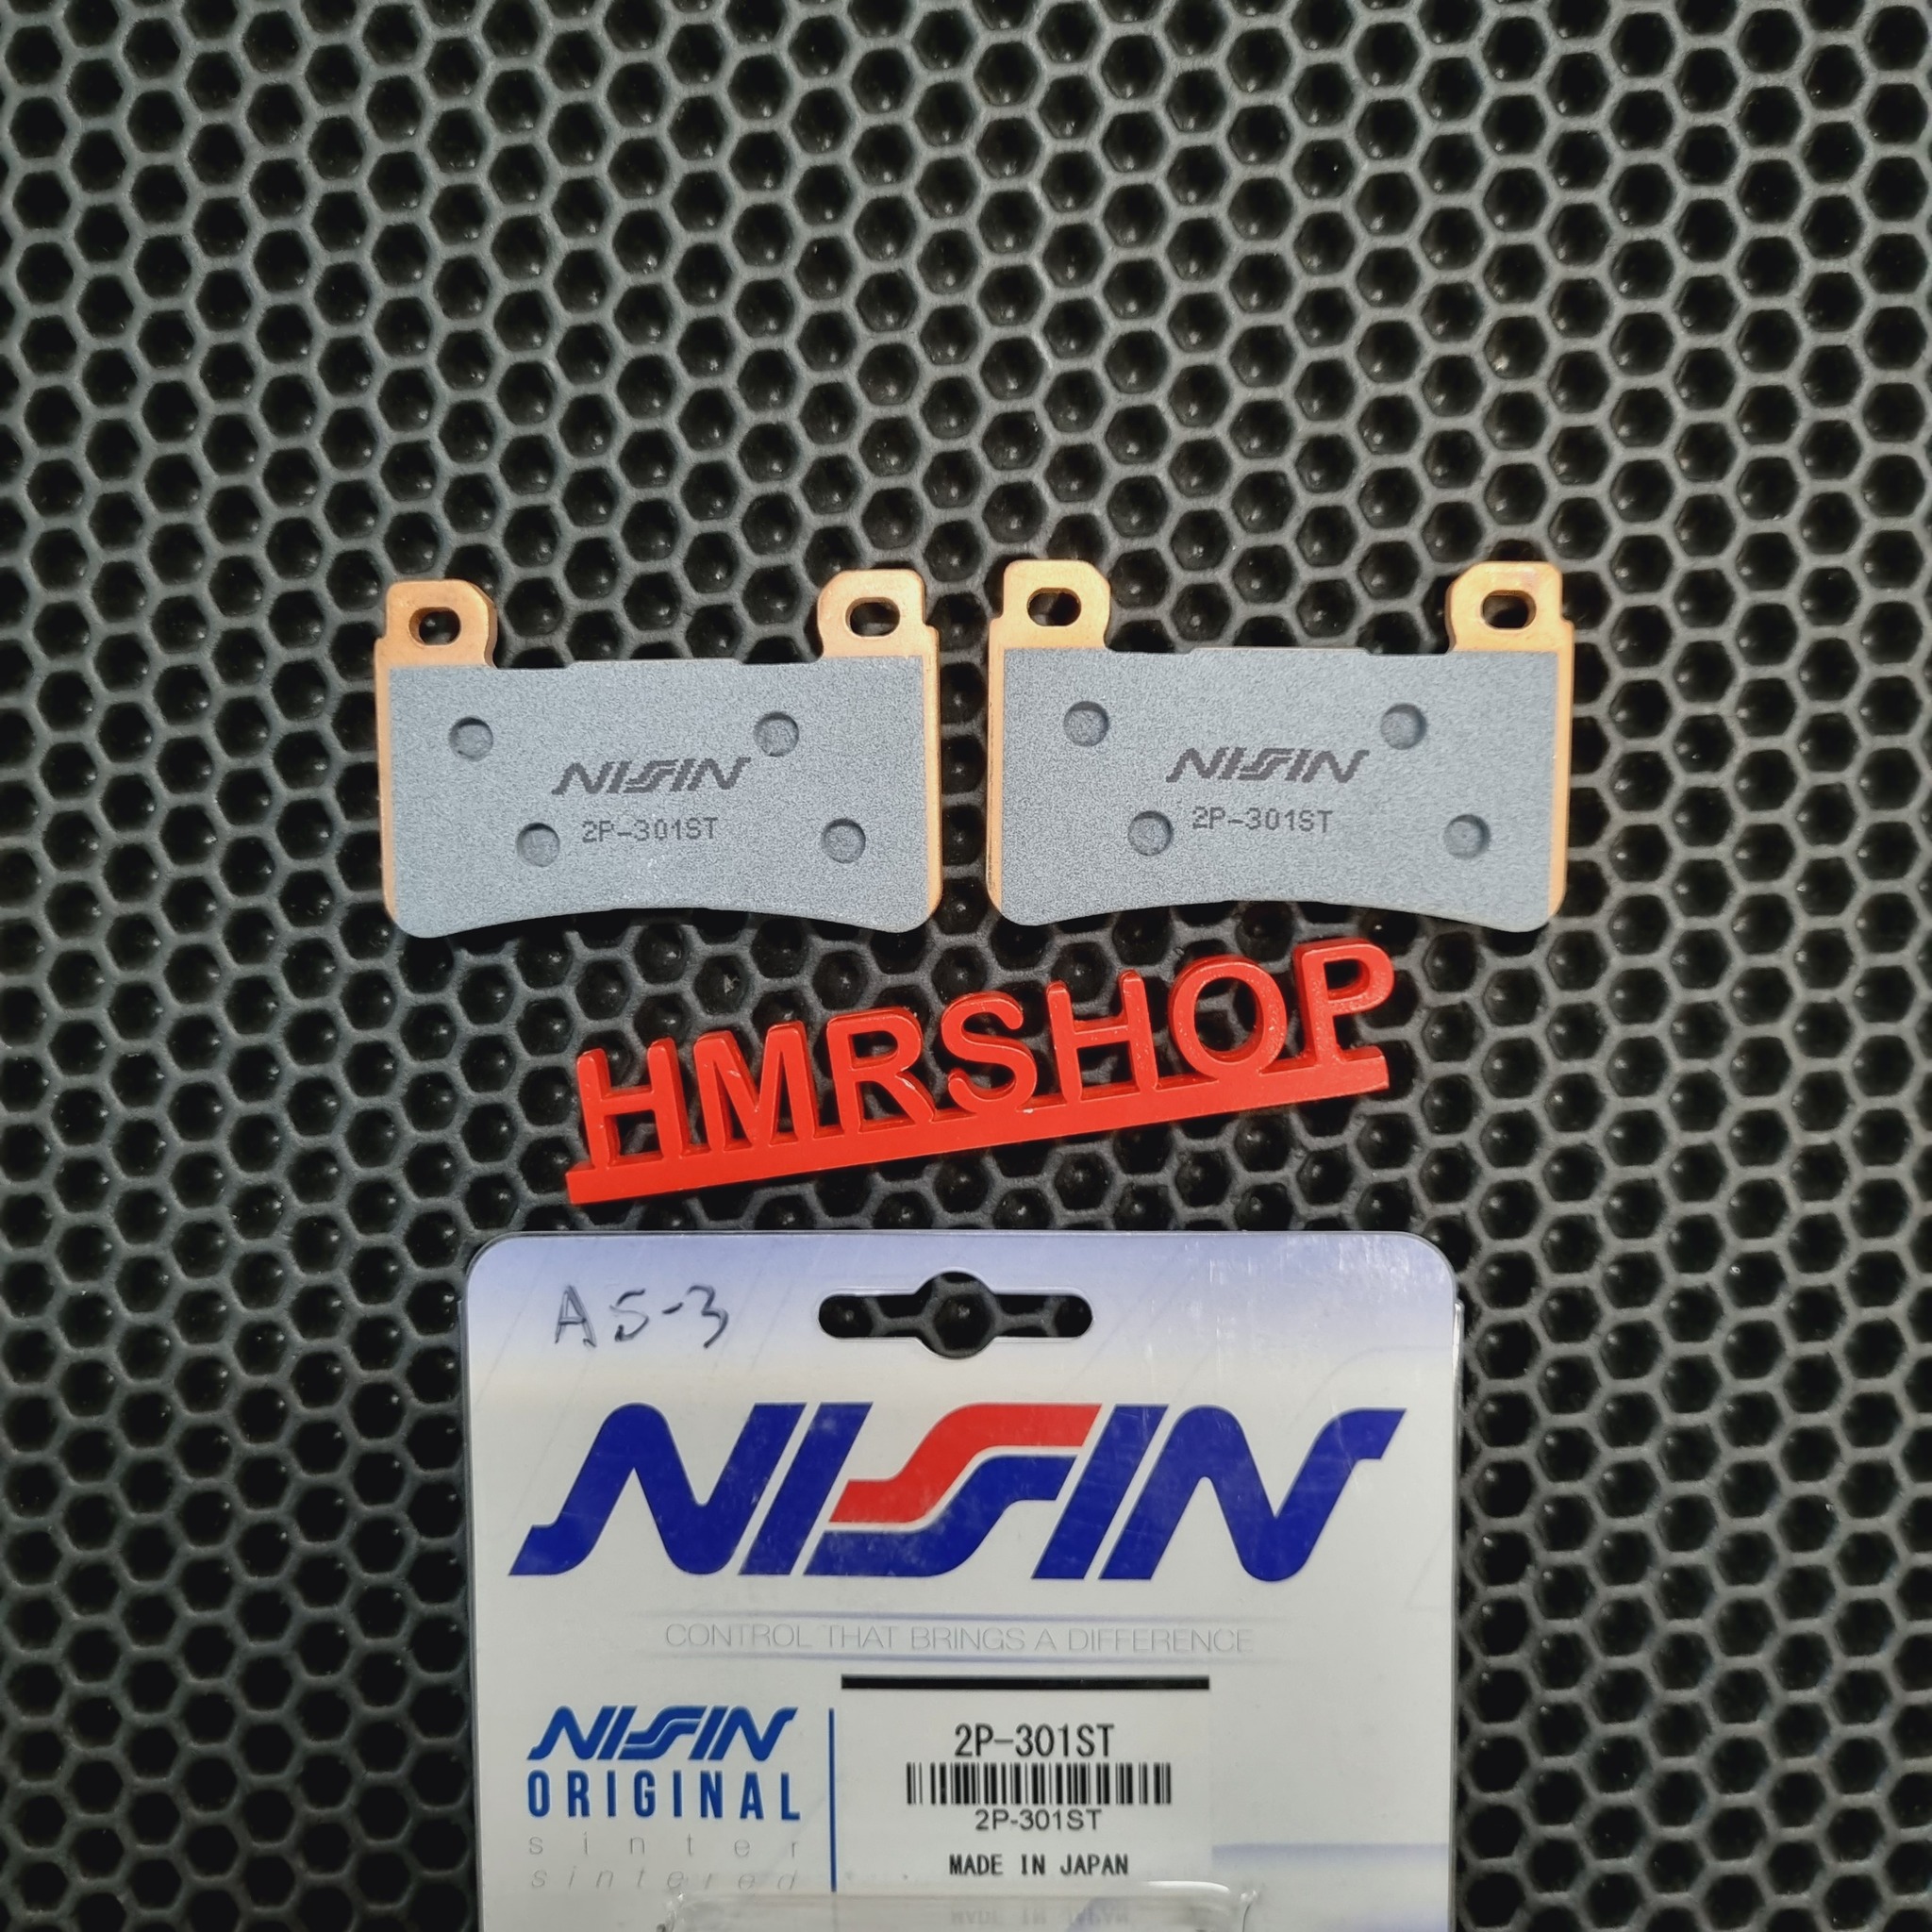 NISSIN
2P-301ST
NISSIN
2P-301ST
HMRSHOP
A5-3
NISSIN
CONTROL THAT BRINGS A DIFFERENCE
NISSIN
ORIGINAL
sinter
sintered
2P-301ST
2P-301ST
MADE IN JAPAN